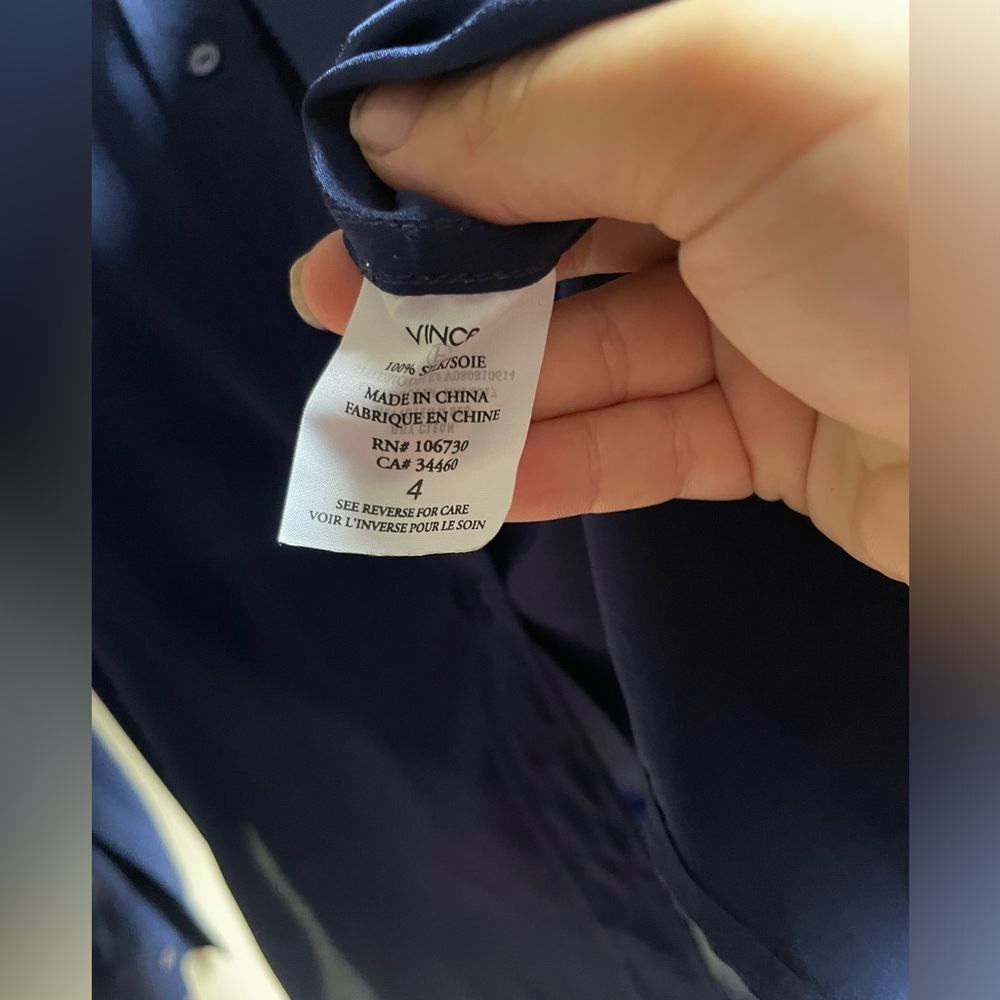 VINCE
100% SILK/SOIE
MADE IN CHINA
FABRIQUE EN CHINE
RN# 106730
CA# 34460
4
SEE REVERSE FOR CARE
VOIR L'INVERSE POUR LE SOIN